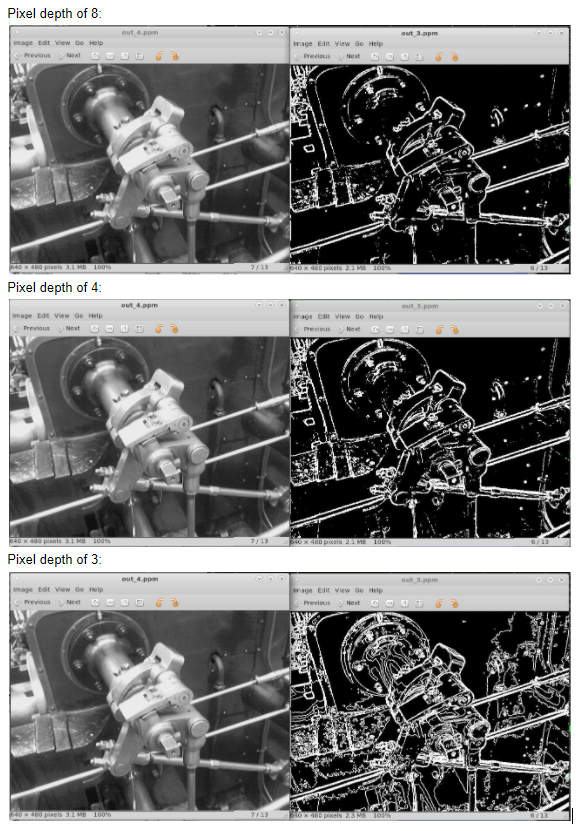 Pixel depth of 8:
out_4.ppm
Image Edit View Go Help
Previous Next
640 × 480 pixels 3.1 MB 100%
7 / 13
out_3.ppm
Image Edit View Go Help
Previous Next
640 × 480 pixels 2.1 MB 100%
6 / 13
Pixel depth of 4:
out_4.ppm
Image Edit View Go Help
Previous Next
640 × 480 pixels 3.1 MB 100%
7 / 13
out_3.ppm
Image Edit View Go Help
Previous Next
640 × 480 pixels 2.1 MB 100%
6 / 13
Pixel depth of 3:
out_4.ppm
Image Edit View Go Help
Previous Next
640 × 480 pixels 3.1 MB 100%
7 / 13
out_3.ppm
Image Edit View Go Help
Previous Next
640 × 480 pixels 2.3 MB 100%
6 / 13